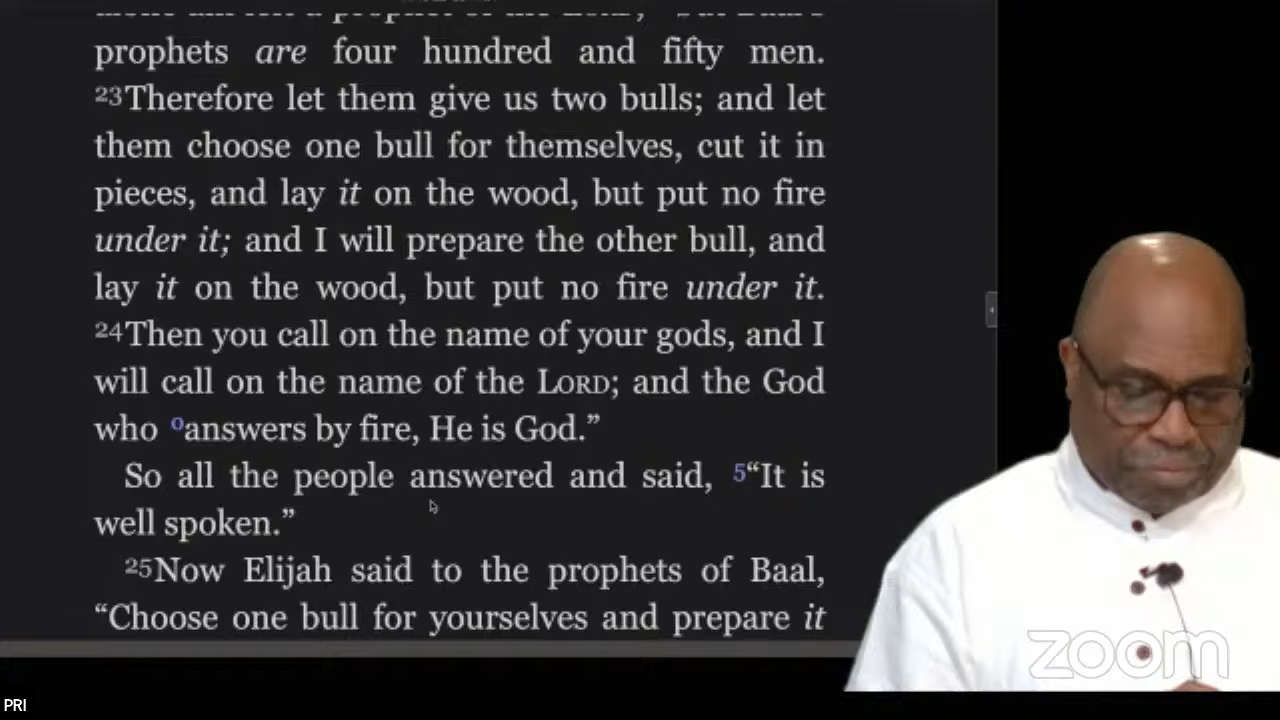 prophets are four hundred and fifty men.
23Therefore let them give us two bulls; and let
them choose one bull for themselves, cut it in
pieces, and lay it on the wood, but put no fire
under it; and I will prepare the other bull, and
lay it on the wood, but put no fire under it.
24Then you call on the name of your gods, and I
will call on the name of the LORD; and the God
who oanswers by fire, He is God.”
So all the people answered and said, 5“It is
well spoken.”
25Now Elijah said to the prophets of Baal,
“Choose one bull for yourselves and prepare it
zoom
PRI